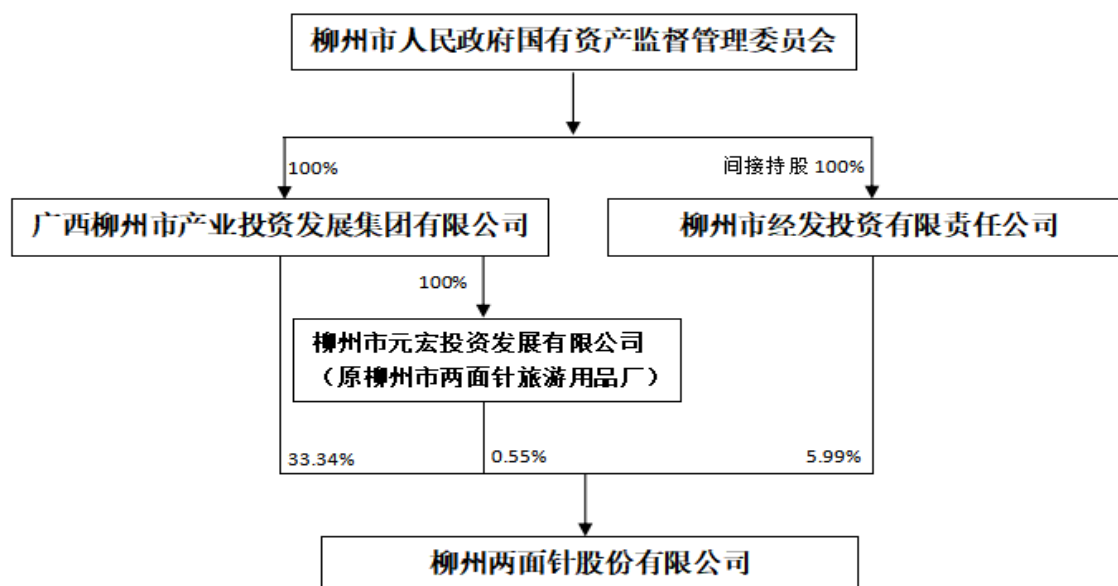 柳州市人民政府国有资产监督管理委员会
100%
间接持股 100%
广西柳州市产业投资发展集团有限公司
柳州市经发投资有限责任公司
100%
柳州市元宏投资发展有限公司
（原柳州市两面针旅游用品厂）
33.34%
0.55%
5.99%
柳州两面针股份有限公司